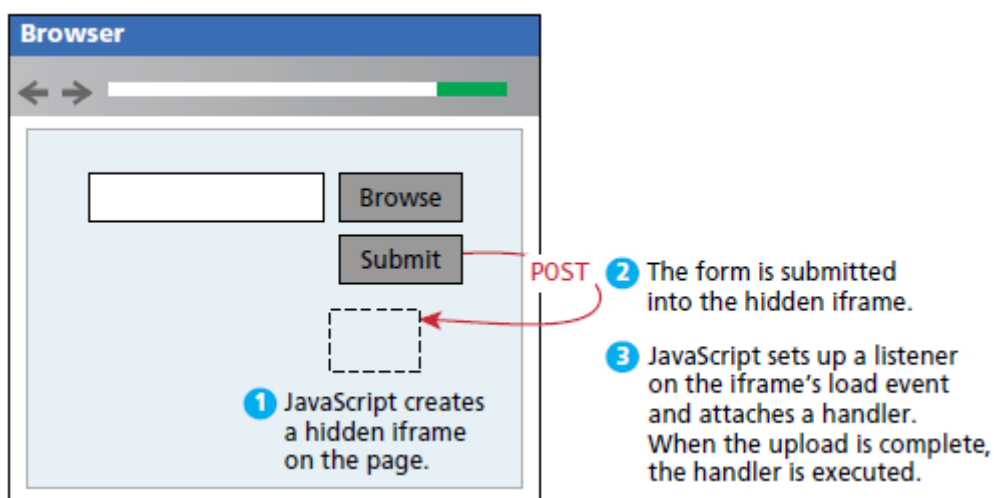 Browser
Browse
Submit
POST
2 The form is submitted
into the hidden iframe.
3 JavaScript sets up a listener
on the iframe's load event
and attaches a handler.
When the upload is complete,
the handler is executed.
1 JavaScript creates
a hidden iframe
on the page.